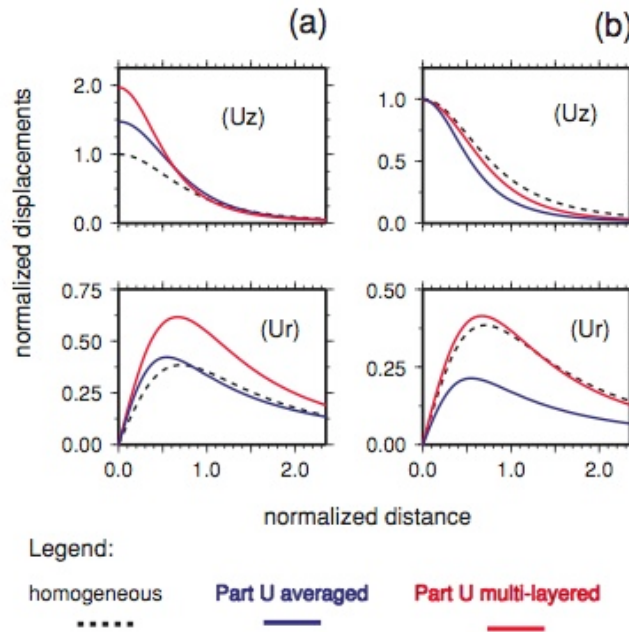 (a)
(b)
normalized displacements
2.0
1.0
0.0
(Uz)
1.0
0.5
0.0
(Uz)
0.75
0.50
0.25
0.00
(Ur)
0.50
0.25
0.00
(Ur)
0.0 1.0 2.0
0.0 1.0 2.0
normalized distance
Legend:
homogeneous Part U averaged Part U multi-layered